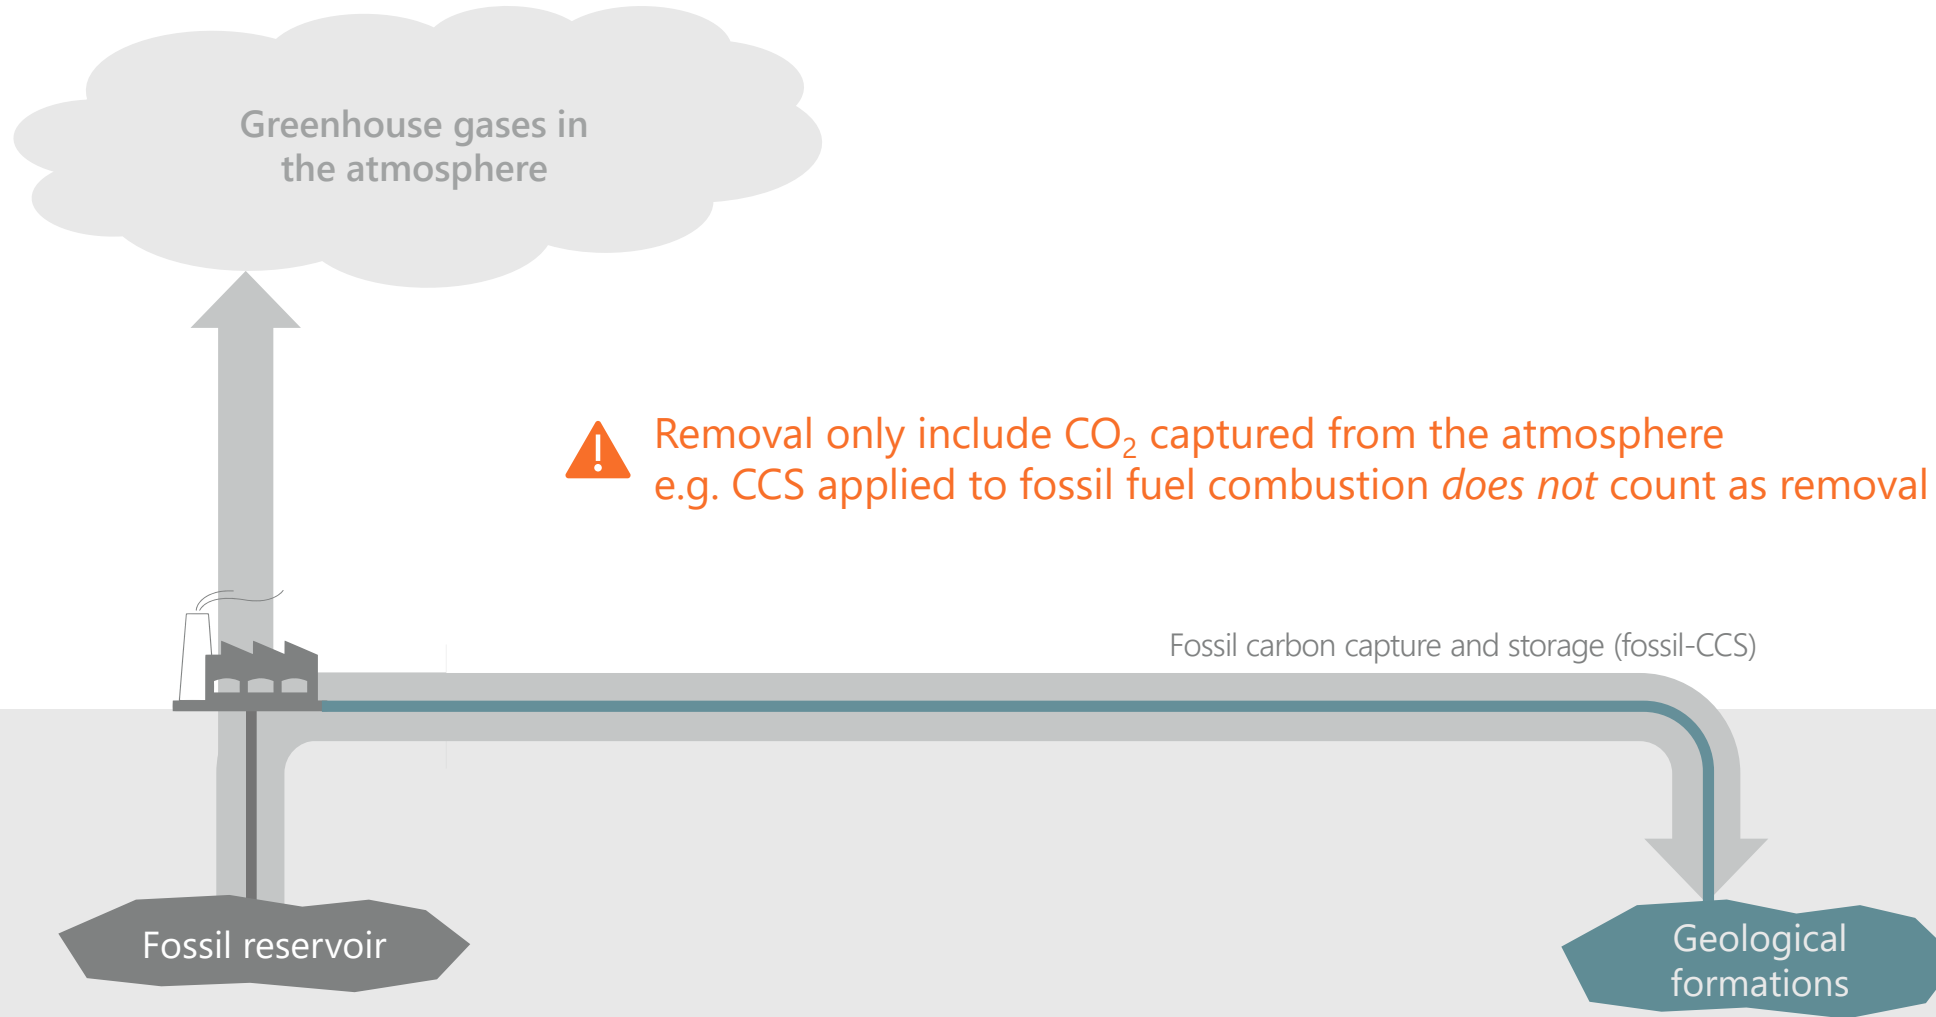 Greenhouse gases in
the atmosphere
Removal only include CO₂ captured from the atmosphere
e.g. CCS applied to fossil fuel combustion does not count as removal
Fossil carbon capture and storage (fossil-CCS)
Fossil reservoir
Geological
formations